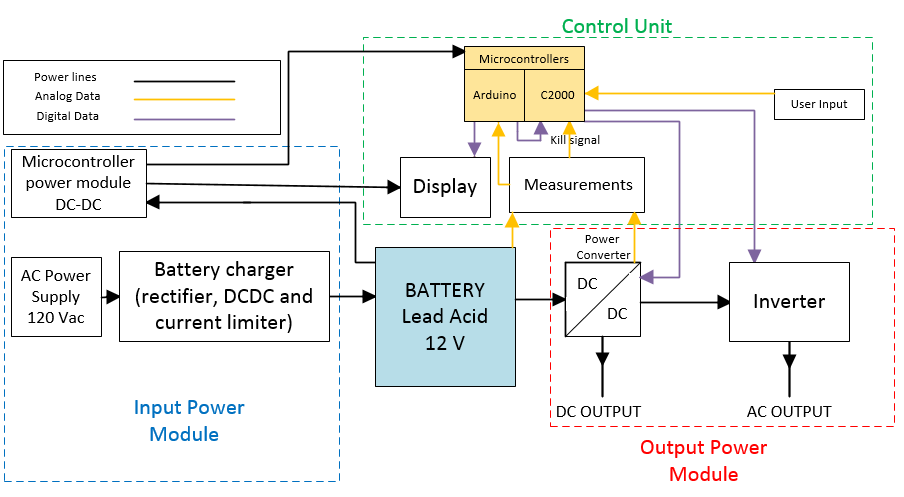 Control Unit
Power lines
Analog Data
Digital Data
Microcontrollers
Arduino
C2000
User Input
Kill signal
Microcontroller
power module
DC-DC
Display
Measurements
AC Power
Supply
120 Vac
Battery charger
(rectifier, DCDC and
current limiter)
BATTERY
Lead Acid
12 V
Power
Converter
DC
DC
Inverter
Input Power
Module
DC OUTPUT
AC OUTPUT
Output Power
Module